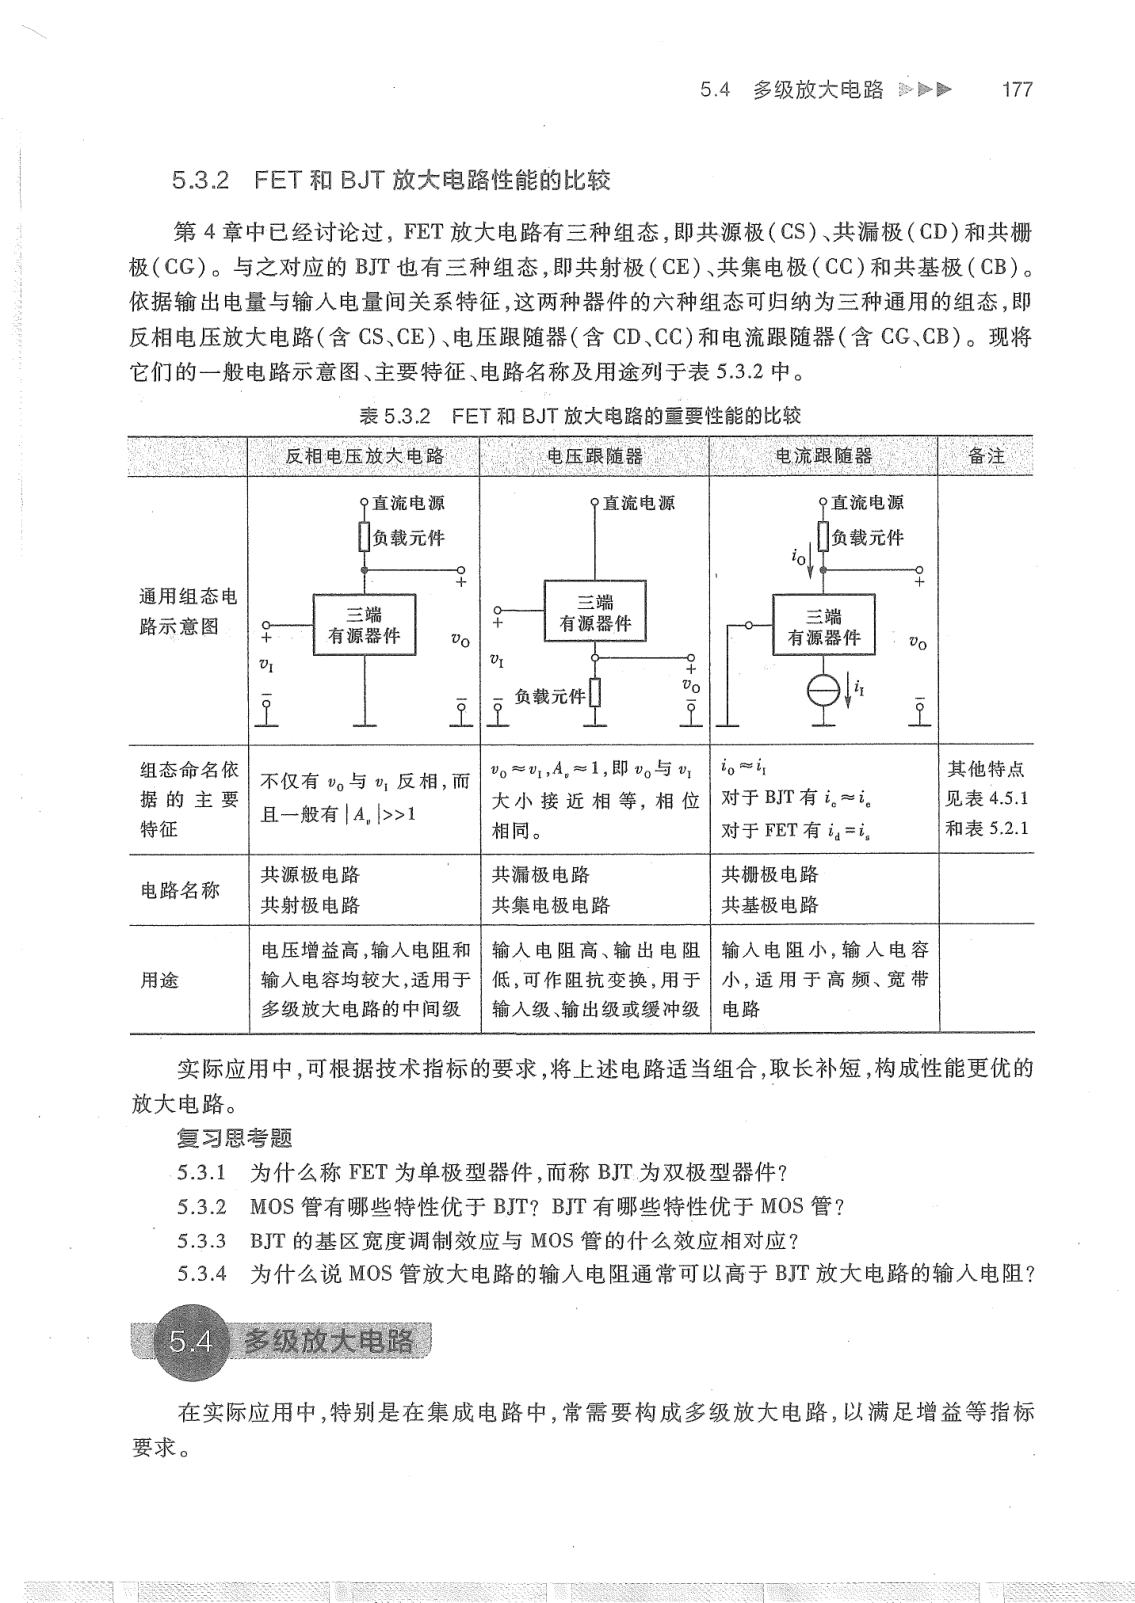 5.4 多级放大电路 177
5.3.2 FET 和 BJT 放大电路性能的比较
第 4 章中已经讨论过, FET 放大电路有三种组态,即共源极(CS)、共漏极(CD)和共栅
极(CG)。与之对应的 BJT 也有三种组态,即共射极(CE)、共集电极(CC)和共基极(CB)。
依据输出电量与输入电量间关系特征,这两种器件的六种组态可归纳为三种通用的组态,即
反相电压放大电路(含 CS、CE)、电压跟随器(含 CD、CC)和电流跟随器(含 CG、CB)。现将
它们的一般电路示意图、主要特征、电路名称及用途列于表 5.3.2 中。
表 5.3.2 FET 和 BJT 放大电路的重要性能的比较
反相电压放大电路 电压跟随器 电流跟随器 备注
通用组态电
路示意图
直流电源
负载元件
三端
有源器件
+
+
vI
vO
−
−
直流电源
三端
有源器件
+
vI
+
vO
负载元件
−
−
直流电源
负载元件
iO
+
三端
有源器件
vO
iI
−
组态命名依
据的主要
特征
不仅有 vo 与 vI 反相,而
且一般有|Av|>>1
vo≈vI,Av≈1,即 vo与 vI
大小接近相等,相位
相同。
io≈iI
对于 BJT 有 ic≈ie
对于 FET 有 id=is
其他特点
见表 4.5.1
和表 5.2.1
电路名称
共源极电路
共射极电路
共漏极电路
共集电极电路
共栅极电路
共基极电路
用途
电压增益高,输入电阻和
输入电容均较大,适用于
多级放大电路的中间级
输入电阻高、输出电阻
低,可作阻抗变换,用于
输入级、输出级或缓冲级
输入电阻小,输入电容
小,适用于高频、宽带
电路
实际应用中,可根据技术指标的要求,将上述电路适当组合,取长补短,构成性能更优的
放大电路。
复习思考题
5.3.1 为什么称 FET 为单极型器件,而称 BJT 为双极型器件?
5.3.2 MOS 管有哪些特性优于 BJT? BJT 有哪些特性优于 MOS 管?
5.3.3 BJT 的基区宽度调制效应与 MOS 管的什么效应相对应?
5.3.4 为什么说 MOS 管放大电路的输入电阻通常可以高于 BJT 放大电路的输入电阻?
5.4 多级放大电路
在实际应用中,特别是在集成电路中,常需要构成多级放大电路,以满足增益等指标
要求。